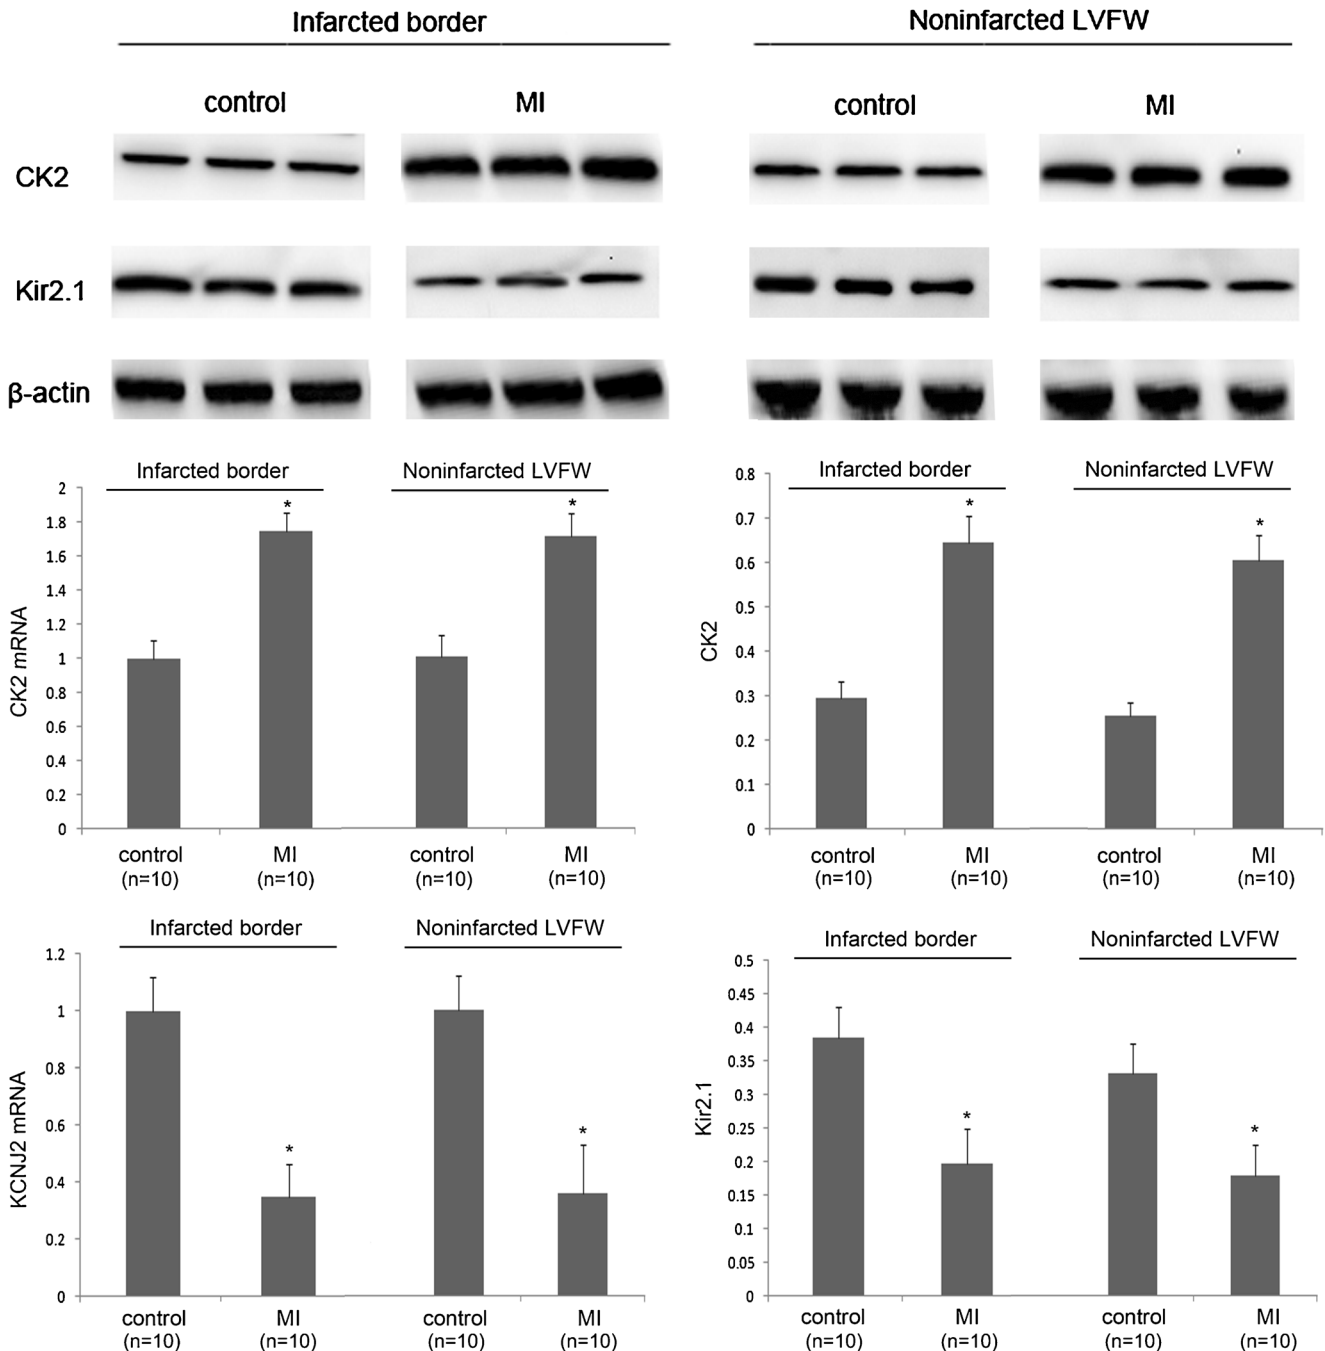 Infarcted border Noninfarcted LVFW
control MI control MI
CK2
Kir2.1
β-actin
Infarcted border Noninfarcted LVFW
CK2 mRNA
2
1.8
1.6
1.4
1.2
1
0.8
0.6
0.4
0.2
0
* *
control MI control MI
(n=10) (n=10) (n=10) (n=10)
Infarcted border Noninfarcted LVFW
CK2
0.8
0.7
0.6
0.5
0.4
0.3
0.2
0.1
0
* *
control MI control MI
(n=10) (n=10) (n=10) (n=10)
Infarcted border Noninfarcted LVFW
KCNJ2 mRNA
1.2
1
0.8
0.6
0.4
0.2
0
* *
control MI control MI
(n=10) (n=10) (n=10) (n=10)
Infarcted border Noninfarcted LVFW
Kir2.1
0.5
0.45
0.4
0.35
0.3
0.25
0.2
0.15
0.1
0.05
0
* *
control MI control MI
(n=10) (n=10) (n=10) (n=10)